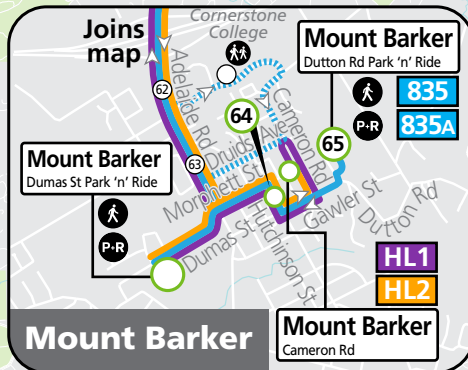 Joins
map
Cornerstone
College
Mount Barker
Dutton Rd Park 'n' Ride
P+R
835
835A
62
Adelaide Rd
64
63
Druids Ave
Cameron Rd
65
Mount Barker
Dumas St Park 'n' Ride
P+R
Morphett St
Dumas St
Hutchinson St
Gawler St
Dutton Rd
HL1
HL2
Mount Barker
Cameron Rd
Mount Barker